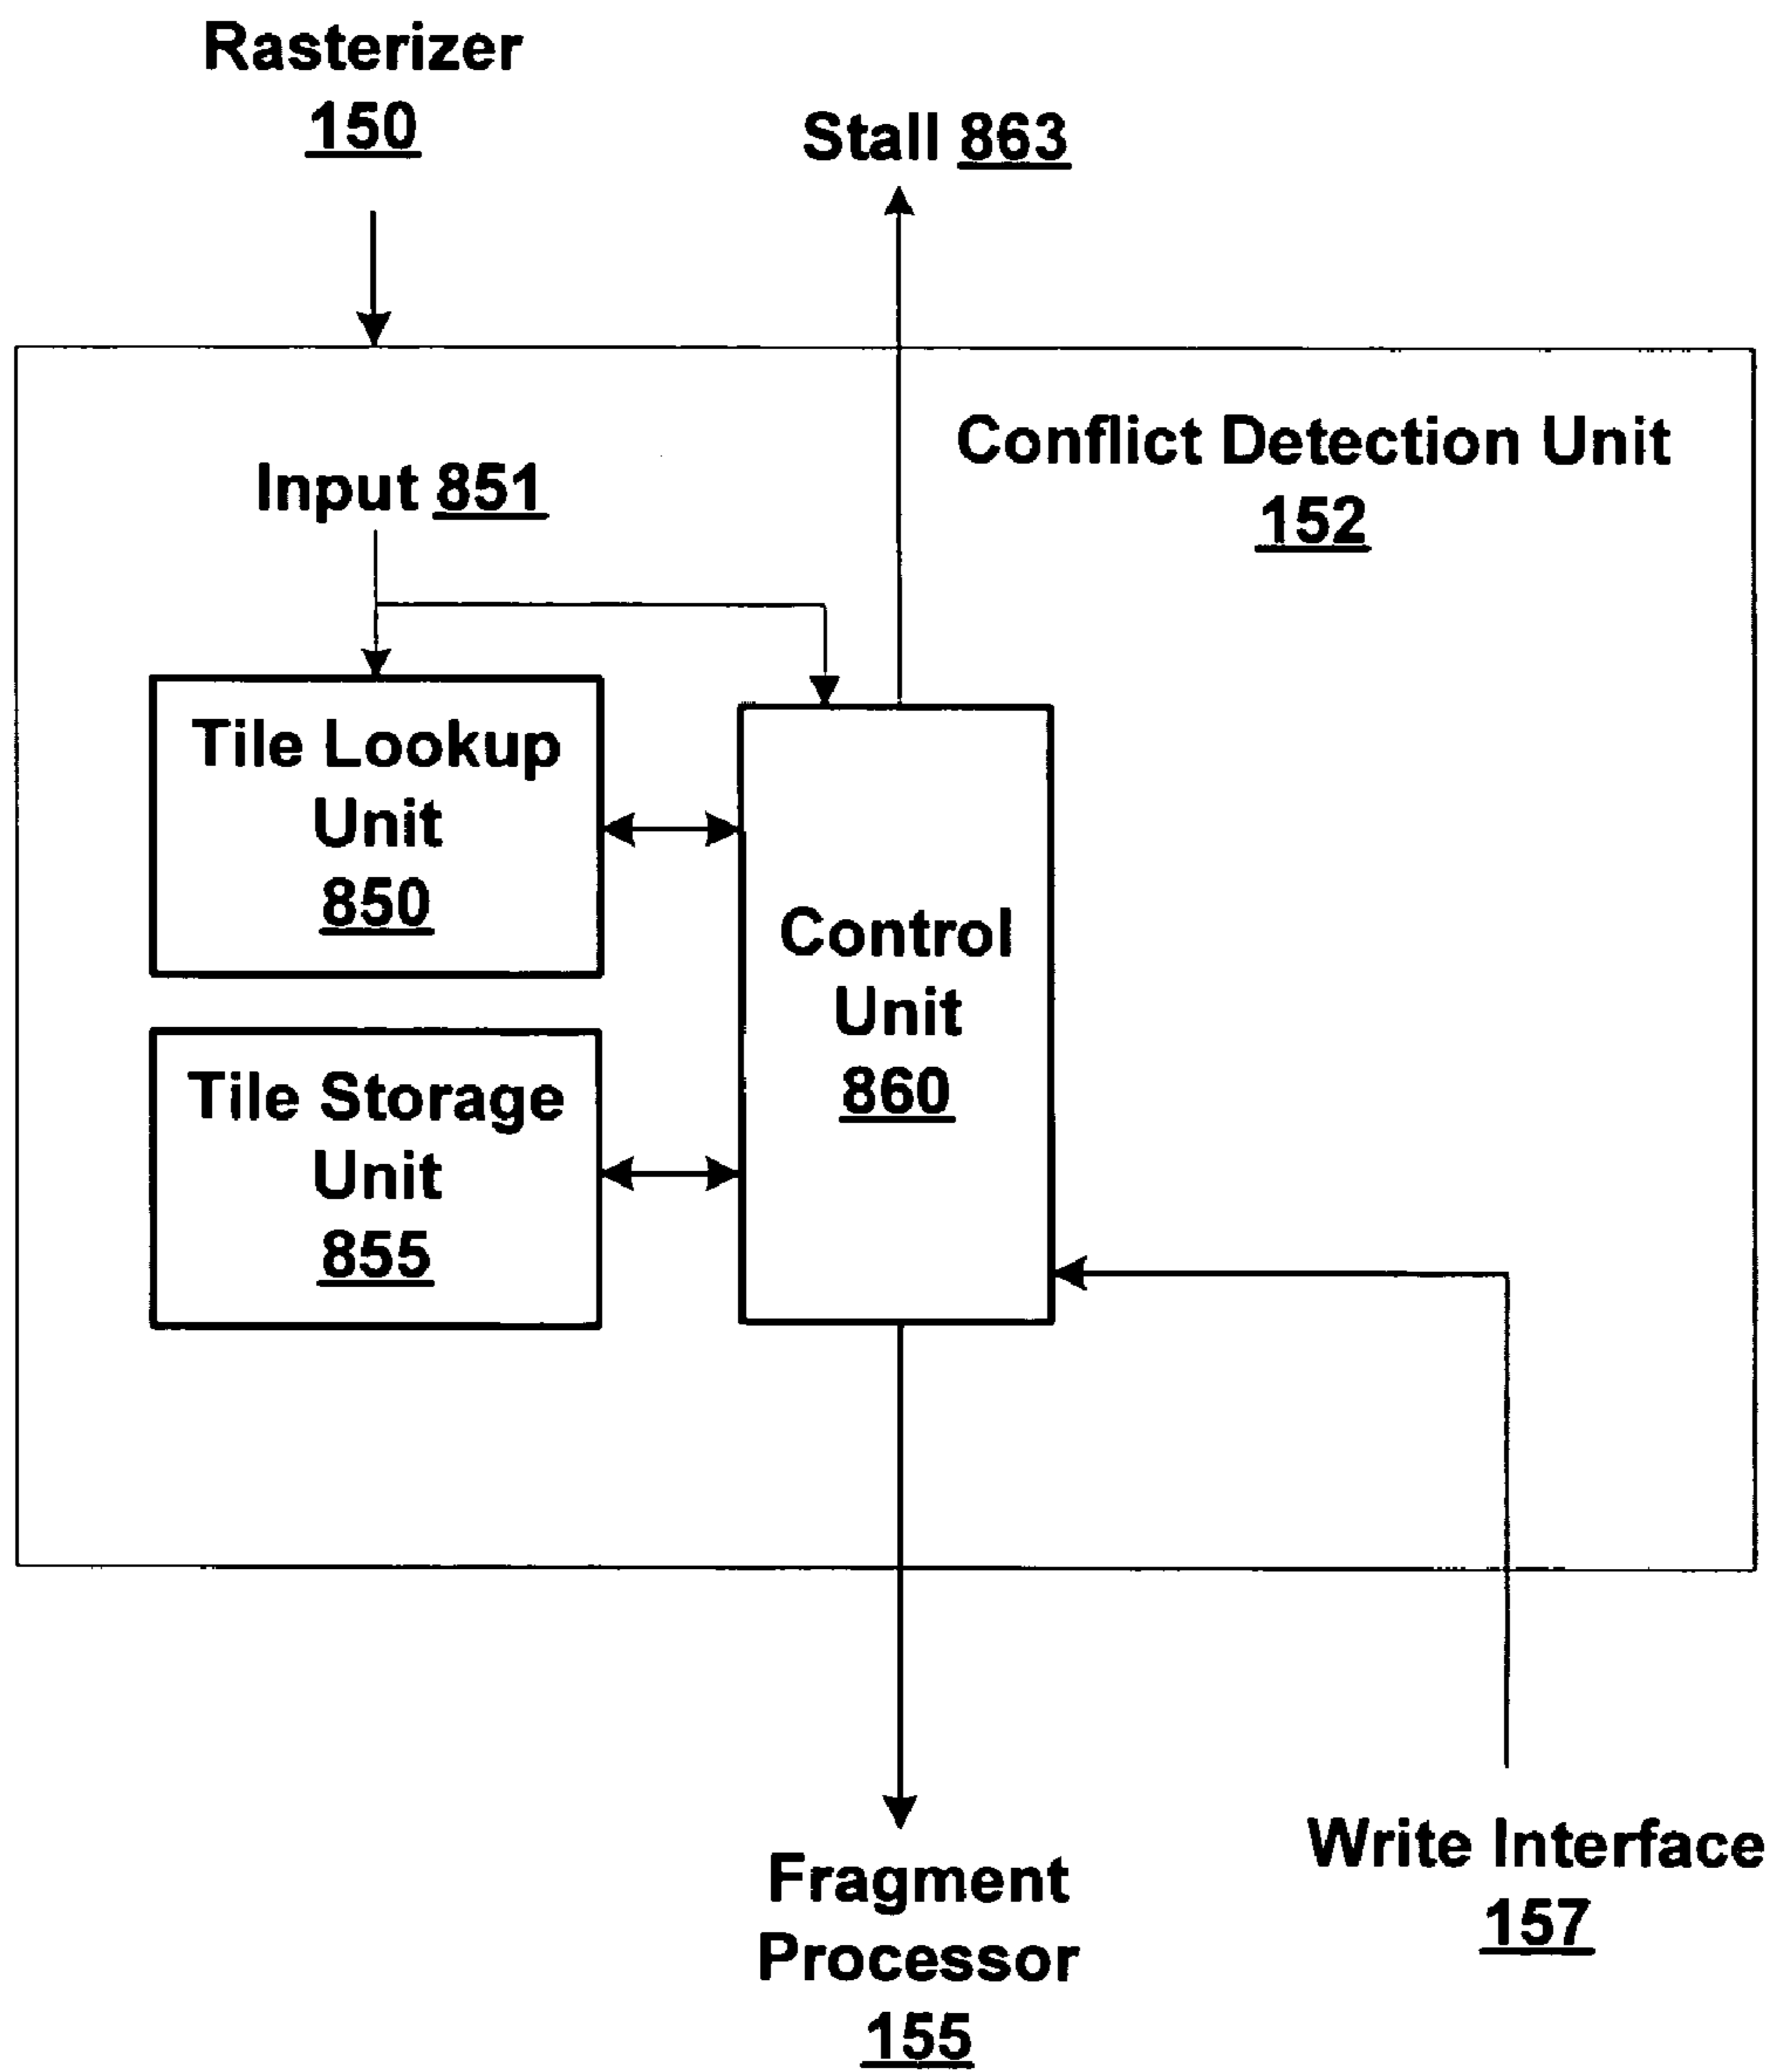 Rasterizer
150
Stall 863
Conflict Detection Unit
152
Input 851
Tile Lookup
Unit
850
Control
Unit
860
Tile Storage
Unit
855
Fragment
Processor
155
Write Interface
157